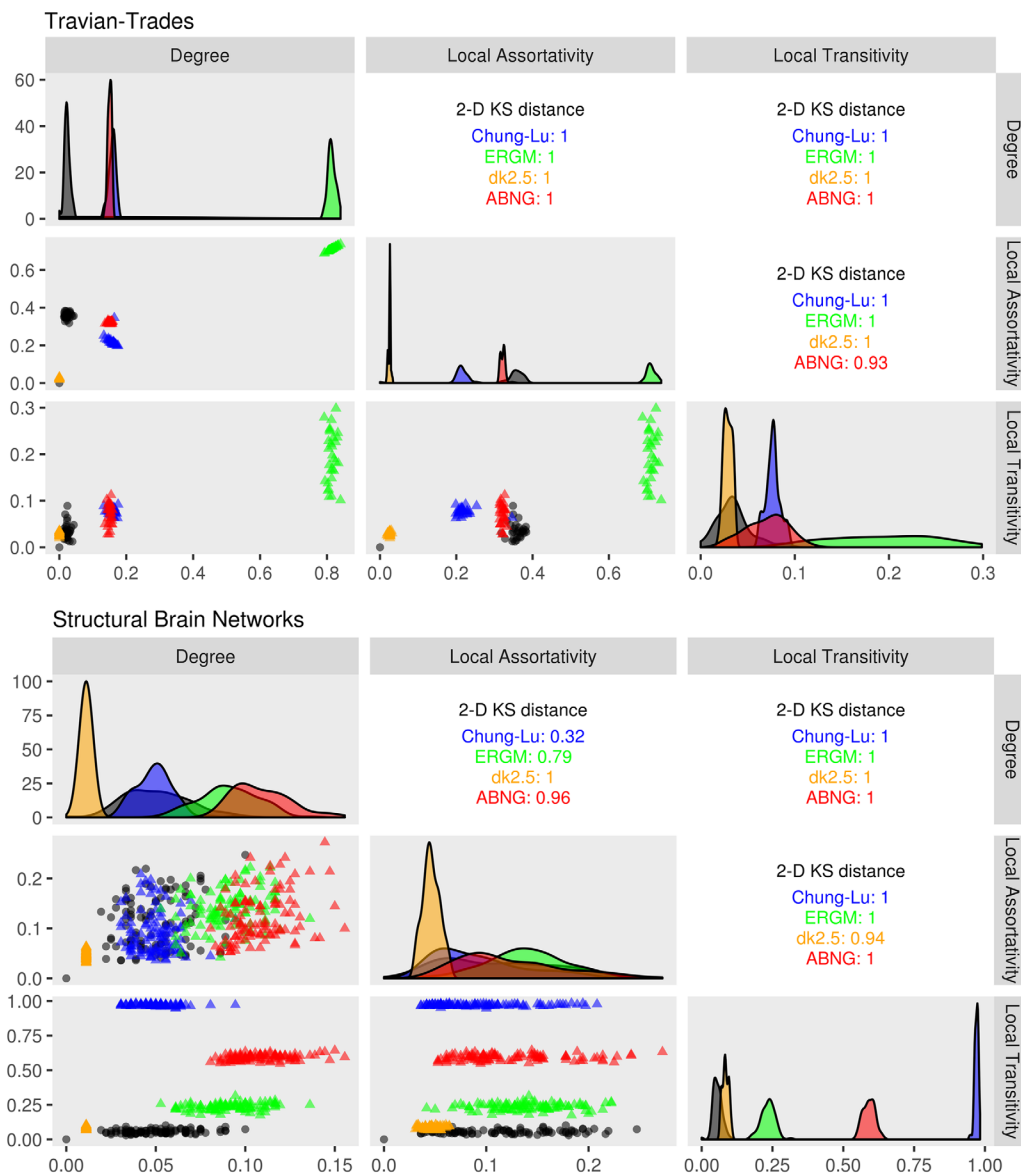 Travian-Trades
Degree
Local Assortativity
Local Transitivity
60
40
20
0
2-D KS distance
Chung-Lu: 1
ERGM: 1
dk2.5: 1
ABNG: 1
2-D KS distance
Chung-Lu: 1
ERGM: 1
dk2.5: 1
ABNG: 1
Degree
0.6
0.4
0.2
0.0
2-D KS distance
Chung-Lu: 1
ERGM: 1
dk2.5: 1
ABNG: 0.93
Local Assortativity
0.3
0.2
0.1
0.0
Local Transitivity
0.0 0.2 0.4 0.6 0.8
0.0 0.2 0.4 0.6
0.0 0.1 0.2 0.3
Structural Brain Networks
Degree
Local Assortativity
Local Transitivity
100
75
50
25
0
2-D KS distance
Chung-Lu: 0.32
ERGM: 0.79
dk2.5: 1
ABNG: 0.96
2-D KS distance
Chung-Lu: 1
ERGM: 1
dk2.5: 1
ABNG: 1
Degree
0.2
0.1
0.0
2-D KS distance
Chung-Lu: 1
ERGM: 1
dk2.5: 0.94
ABNG: 1
Local Assortativity
1.00
0.75
0.50
0.25
0.00
Local Transitivity
0.00 0.05 0.10 0.15
0.0 0.1 0.2
0.00 0.25 0.50 0.75 1.00